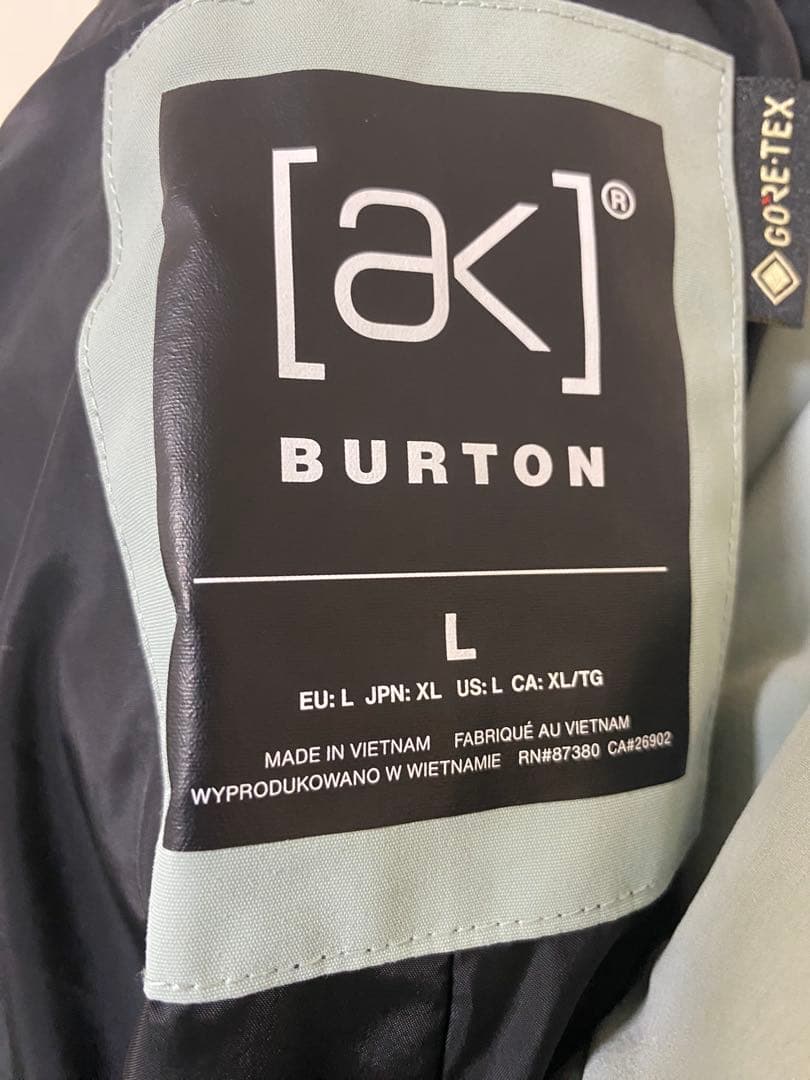 [ak]®
BURTON
L
EU: L JPN: XL US: L CA: XL/TG
MADE IN VIETNAM FABRIQUÉ AU VIETNAM
WYPRODUKOWANO W WIETNAMIE RN#87380 CA#26902
GORE-TEX